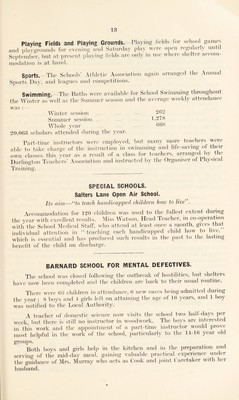 13
Playing Fields and Playing Grounds. Playing fields for school games
and playgrounds for evening and Saturday play were open regularly until
September, but at present playing fields are only in use where shelter accom-
modation is at hand.
Sports.—The Schools' Athletic Association again arranged the Annual
Sports Day, and leagues and competitions.
Swimming.—The Baths were available for School Swimming throughout
the Winter as well as the Summer season and the average weekly attendance
was :—
Winter session 262
Summer session 1,278
Whole year 668
20,063 scholars attended during the year.
Part-time instructors were employed, but many more teachers were
able to take charge of the instruction in swimming and life-saving of their
own classes this year as a result of a class for teachers, arranged by the
Darlington Teachers' Association and instructed by the Organiser of Physical
Training.
SPECIAL SCHOOLS.
Salters Lane Open Air School.
Its aim—"to teach handicapped children how to live".
Accommodation for 120 children was used to the fullest extent during
the year with excellent results. Miss Watson, Head Teacher, in co-operation
with the School Medical Staff, who attend at least once a month, gives that
individual attention in "teaching each handicapped child how to live,"
which is essential and has produced such results in the past to the lasting
benefit of the child on discharge.
BARNARD SCHOOL FOR MENTAL DEFECTIVES.
The school was closed following the outbreak of hostilities, but shelters
have now been completed and the children are back to their usual routine.
There were 61 children in attendance, 6 new cases being admitted during
the year; 8 boys and 4 girls left on attaining the age of 16 years, and 1 boy
was notified to the Local Authority.
A teacher of domestic science now visits the school two half-days per
week, but there is still no instructor in woodwork. The boys are interested
in this work and the appointment of a part-time instructor would prove
most helpful in the work of the school, particularly to the 14-16 year old
groups.
Both boys and girls help in the kitchen and in the preparation and
serving of the mid-day meal, gaining valuable practical experience under
the guidance of Mrs. Murray who acts as Cook and joint Caretaker with her
husband.